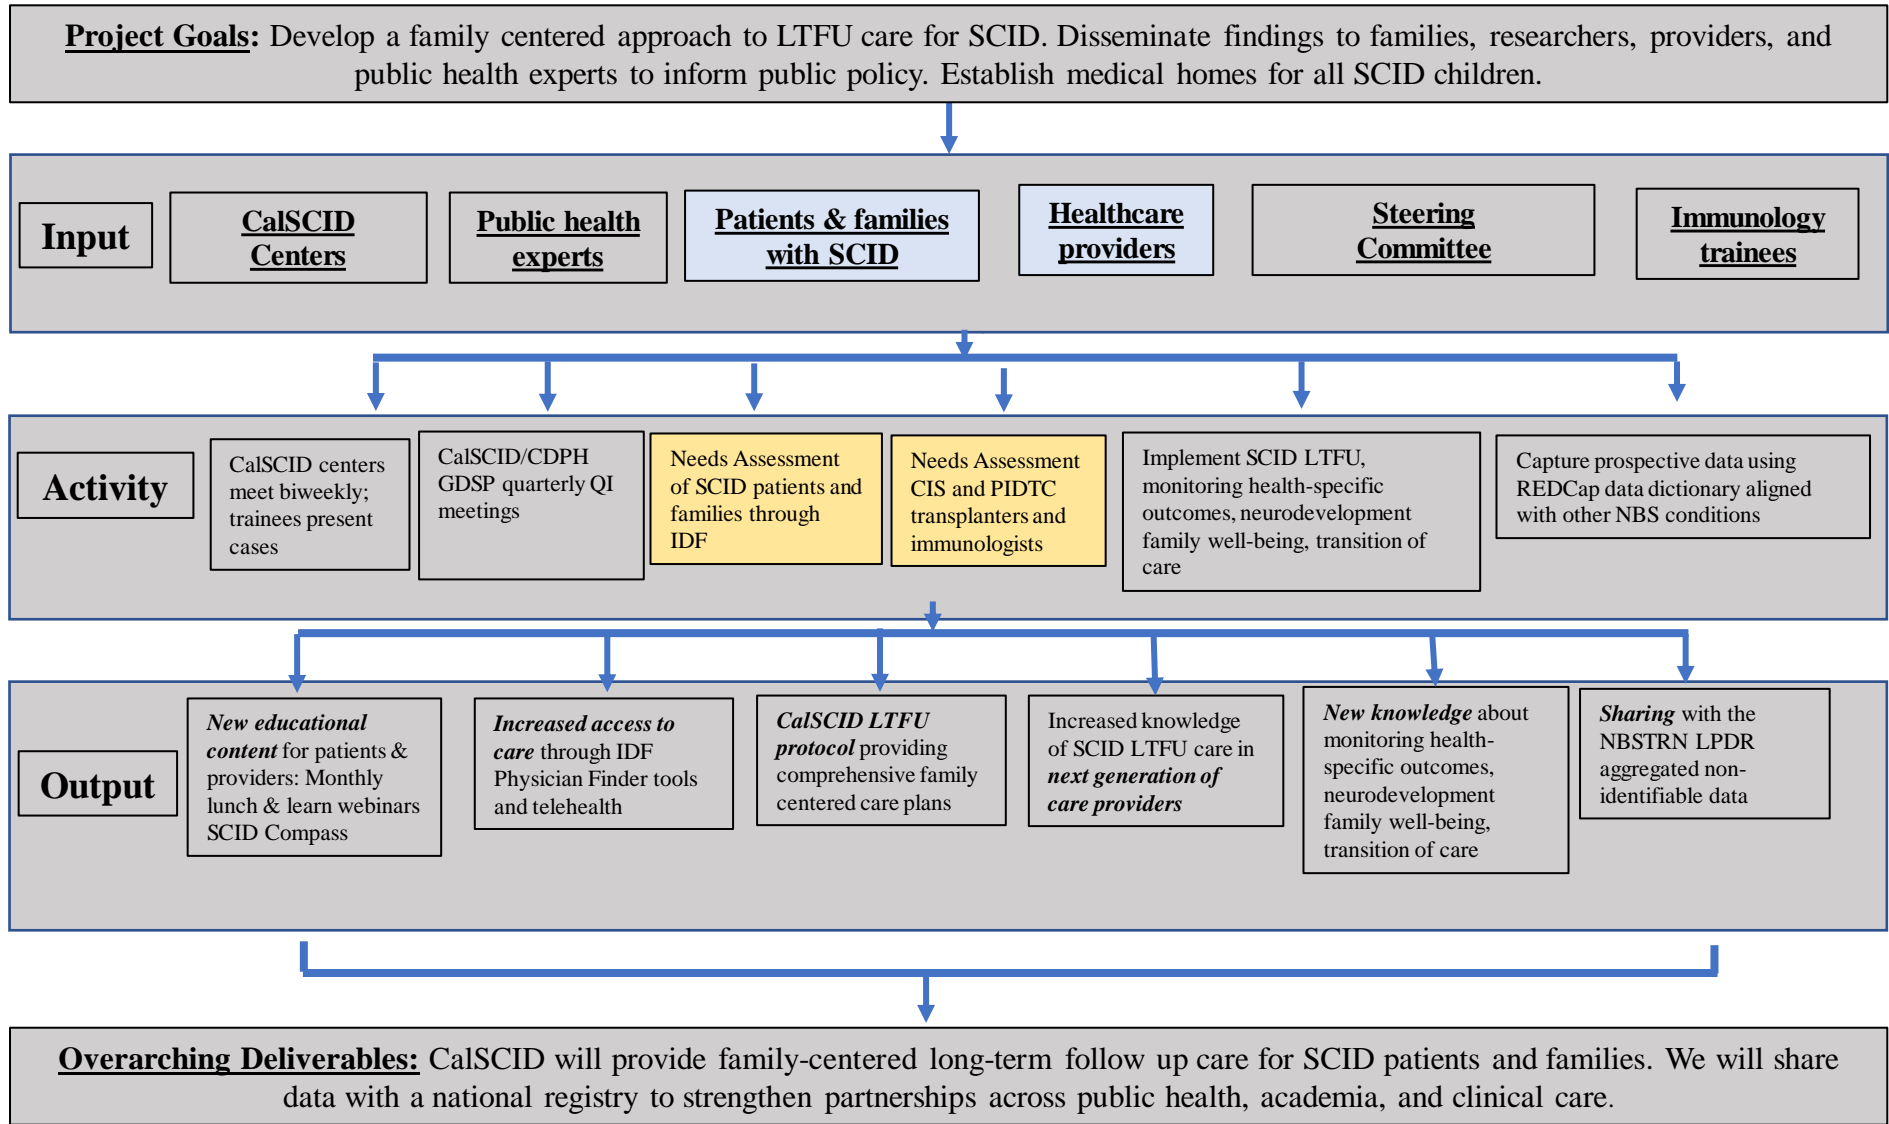 Project Goals: Develop a family centered approach to LTFU care for SCID. Disseminate findings to families, researchers, providers, and
public health experts to inform public policy. Establish medical homes for all SCID children.
Input
CalSCID
Centers
Public health
experts
Patients & families
with SCID
Healthcare
providers
Steering
Committee
Immunology
trainees
Activity
CalSCID centers
meet biweekly;
trainees present
cases
CalSCID/CDPH
GDSP quarterly QI
meetings
Needs Assessment
of SCID patients and
families through
IDF
Needs Assessment
CIS and PIDTC
transplanters and
immunologists
Implement SCID LTFU,
monitoring health-specific
outcomes, neurodevelopment
family well-being, transition of
care
Capture prospective data using
REDCap data dictionary aligned
with other NBS conditions
Output
New educational
content for patients &
providers: Monthly
lunch & learn webinars
SCID Compass
Increased access to
care through IDF
Physician Finder tools
and telehealth
CalSCID LTFU
protocol providing
comprehensive family
centered care plans
Increased knowledge
of SCID LTFU care in
next generation of
care providers
New knowledge about
monitoring health-
specific outcomes,
neurodevelopment
family well-being,
transition of care
Sharing with the
NBSTRN LPDR
aggregated non-
identifiable data
Overarching Deliverables: CalSCID will provide family-centered long-term follow up care for SCID patients and families. We will share
data with a national registry to strengthen partnerships across public health, academia, and clinical care.